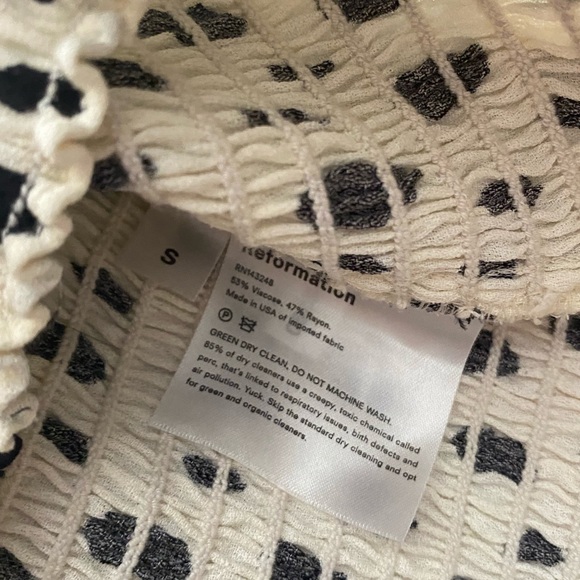 S
Reformation
RN143248
53% Viscose, 47% Rayon.
Made in USA of imported fabric
P
GREEN DRY CLEAN, DO NOT MACHINE WASH.
85% of dry cleaners use a creepy, toxic chemical called
perc, that's linked to respiratory issues, birth defects and
air pollution. Yuck. Skip the standard dry cleaning and opt
for green and organic cleaners.